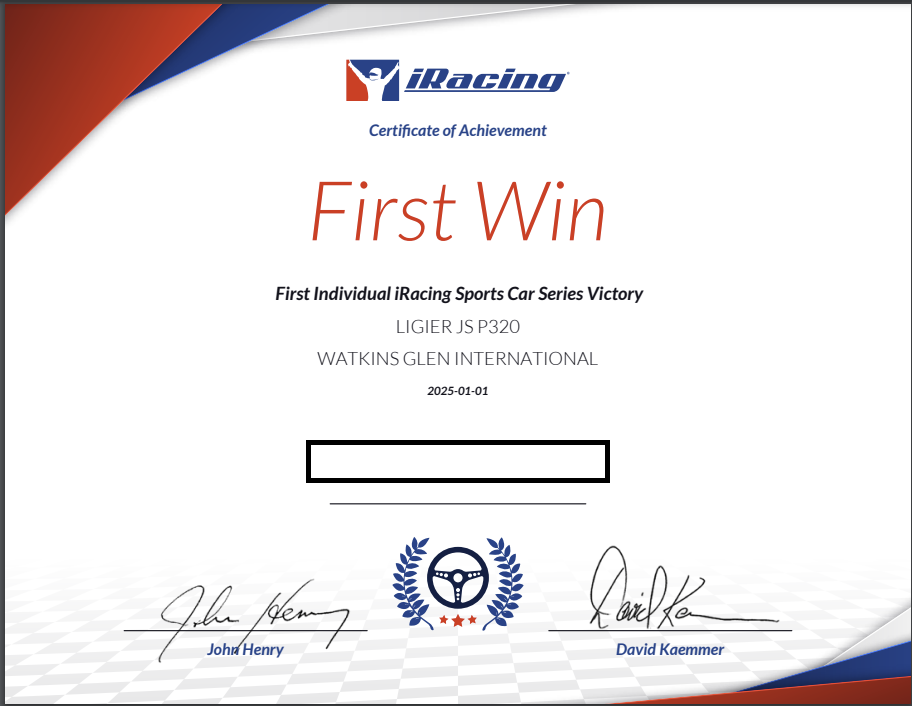 iRacing
Certificate of Achievement
First Win
First Individual iRacing Sports Car Series Victory
LIGIER JS P320
WATKINS GLEN INTERNATIONAL
2025-01-01
John Henry
David Kaemmer
John Henry
David Kaemmer